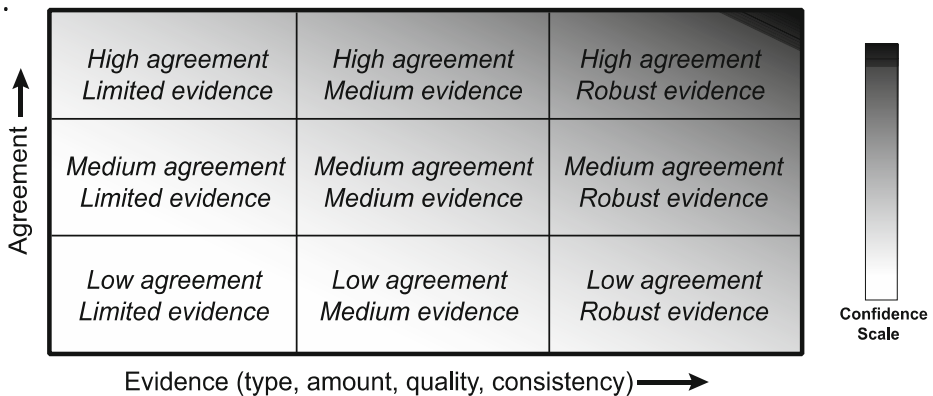 High agreement
Limited evidence
High agreement
Medium evidence
High agreement
Robust evidence
Medium agreement
Limited evidence
Medium agreement
Medium evidence
Medium agreement
Robust evidence
Low agreement
Limited evidence
Low agreement
Medium evidence
Low agreement
Robust evidence
Agreement
Evidence (type, amount, quality, consistency)
Confidence
Scale